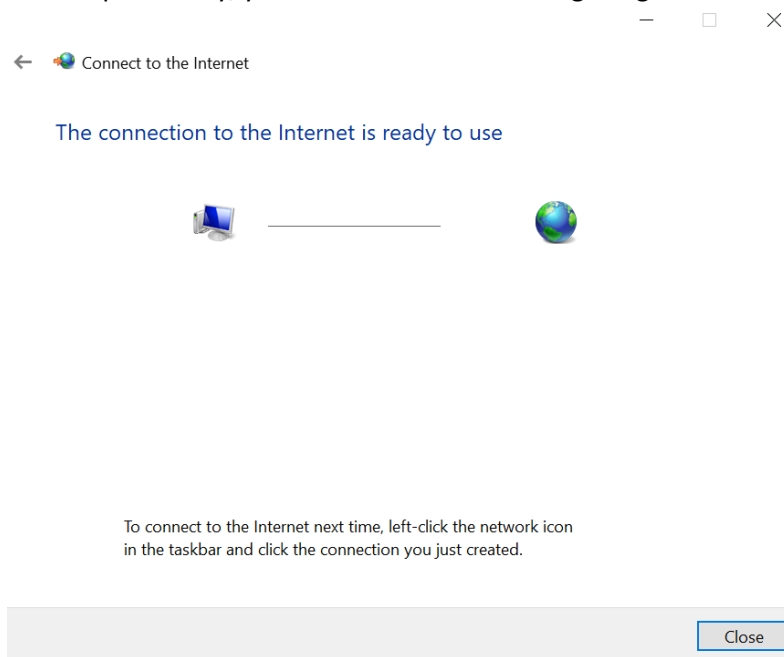 Connect to the Internet
The connection to the Internet is ready to use
To connect to the Internet next time, left-click the network icon
in the taskbar and click the connection you just created.
Close